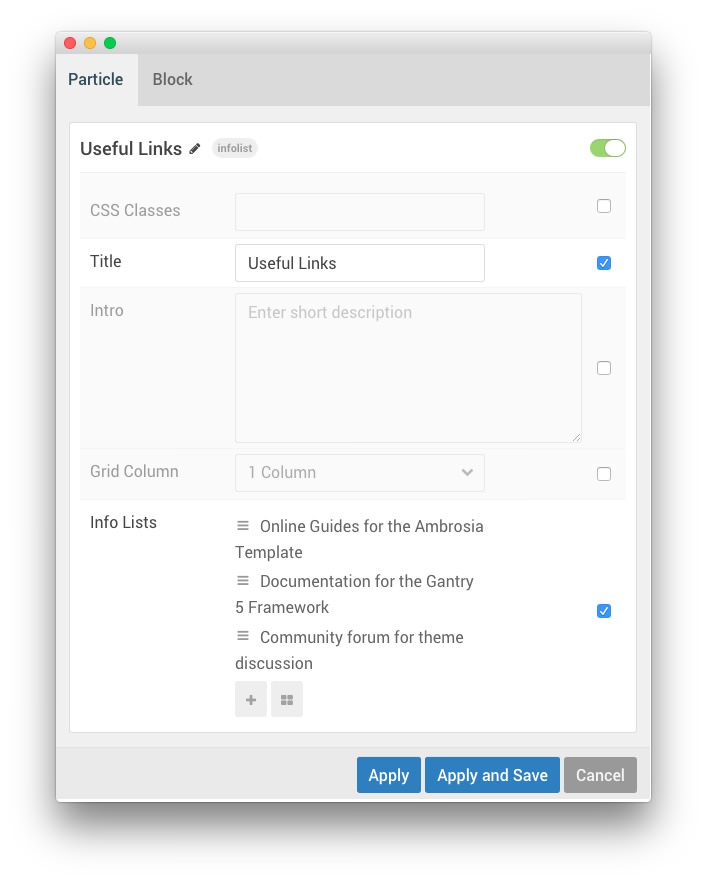 Particle Block
Useful Links infolist
CSS Classes
Title Useful Links
Intro Enter short description
Grid Column 1 Column
Info Lists Online Guides for the Ambrosia
Template
Documentation for the Gantry
5 Framework
Community forum for theme
discussion
Apply Apply and Save Cancel